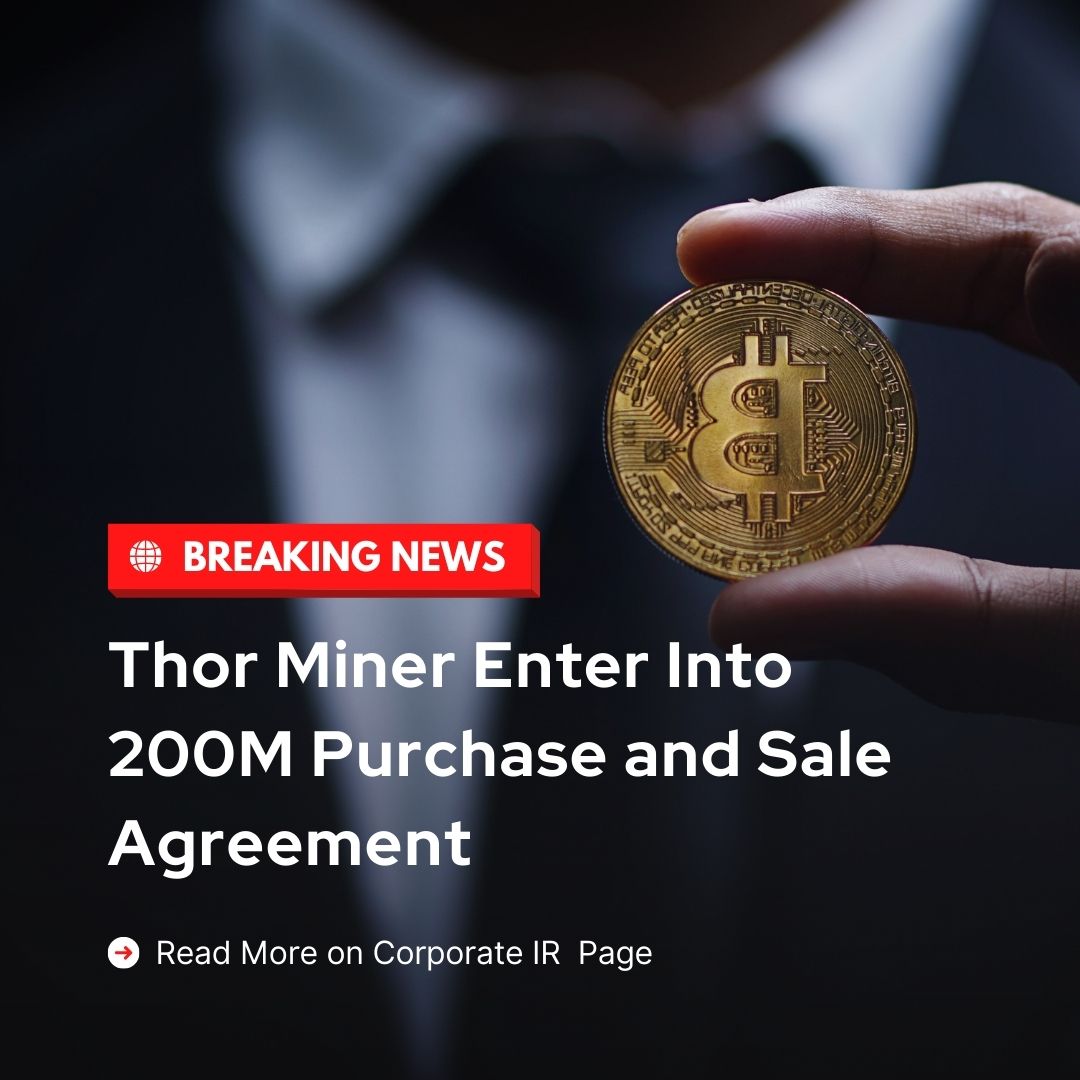 BREAKING NEWS
Thor Miner Enter Into
200M Purchase and Sale
Agreement
Read More on Corporate IR  Page